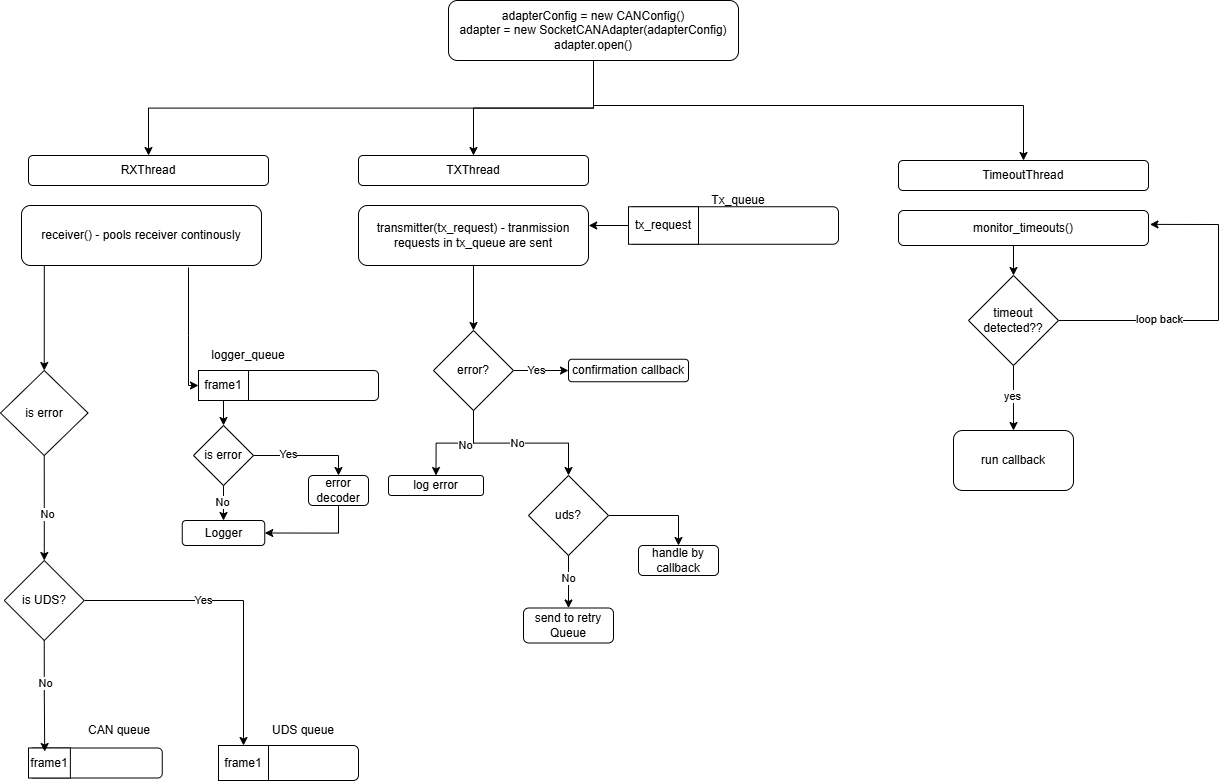 adapterConfig = new CANConfig()
adapter = new SocketCANAdapter(adapterConfig)
adapter.open()
RXThread
TXThread
TimeoutThread
receiver() - pools receiver continously
transmitter(tx_request) - tranmission
requests in tx_queue are sent
Tx_queue
tx_request
monitor_timeouts()
timeout
detected??
loop back
yes
run callback
logger_queue
frame1
is error
is error
Yes
error
decoder
No
Logger
No
is UDS?
Yes
No
CAN queue
frame1
UDS queue
frame1
error?
Yes
confirmation callback
No
No
log error
uds?
handle by
callback
No
send to retry
Queue